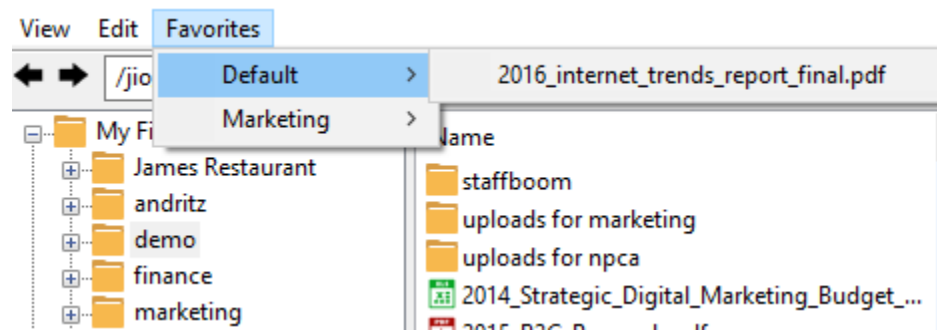 View Edit Favorites
/jio
Default
2016_internet_trends_report_final.pdf
Marketing
My Fi
Name
James Restaurant
staffboom
andritz
uploads for marketing
demo
uploads for npca
finance
2014_Strategic_Digital_Marketing_Budget_...
marketing